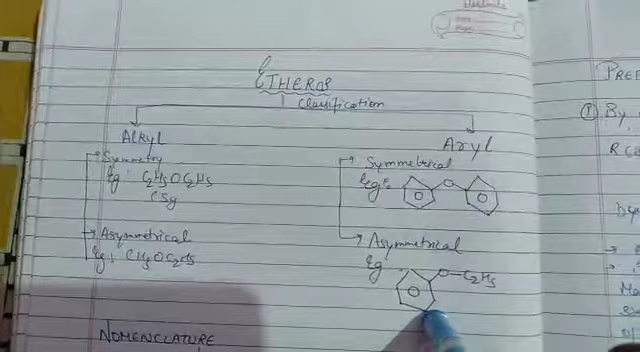 ETHERS
Classification
Alkyl
Symmetry
Eg: C2H5OC2H5
Asymmetrical
Eg: CH3OC2H5
Aryl
Symmetrical
Eg:
O
Asymmetrical
Eg
O-C2H5
NOMENCLATURE
PREP
① By
R.CH